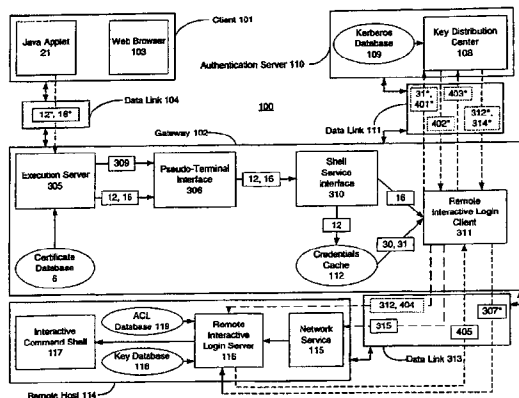 Java Applet
21
Web Browser
103
Client 101
Kerberos
Database
109
Key Distribution
Center
108
Authentication Server 110
12*, 16*
Data Link 104
100
31*,
401*
403*
402*
312*,
314*
Data Link 111
Gateway 102
Execution Server
305
309
12, 16
Pseudo-Terminal
Interface
306
12, 16
Shell
Service
Interface
310
16
12
30, 31
Remote
Interactive Login
Client
311
Certificate
Database
6
Credentials
Cache
112
312, 404
307*
315
405
Data Link 313
ACL
Database 119
Interactive
Command Shell
117
Key Database
118
Remote
Interactive
Login Server
116
Network
Service
115
Remote Host 114